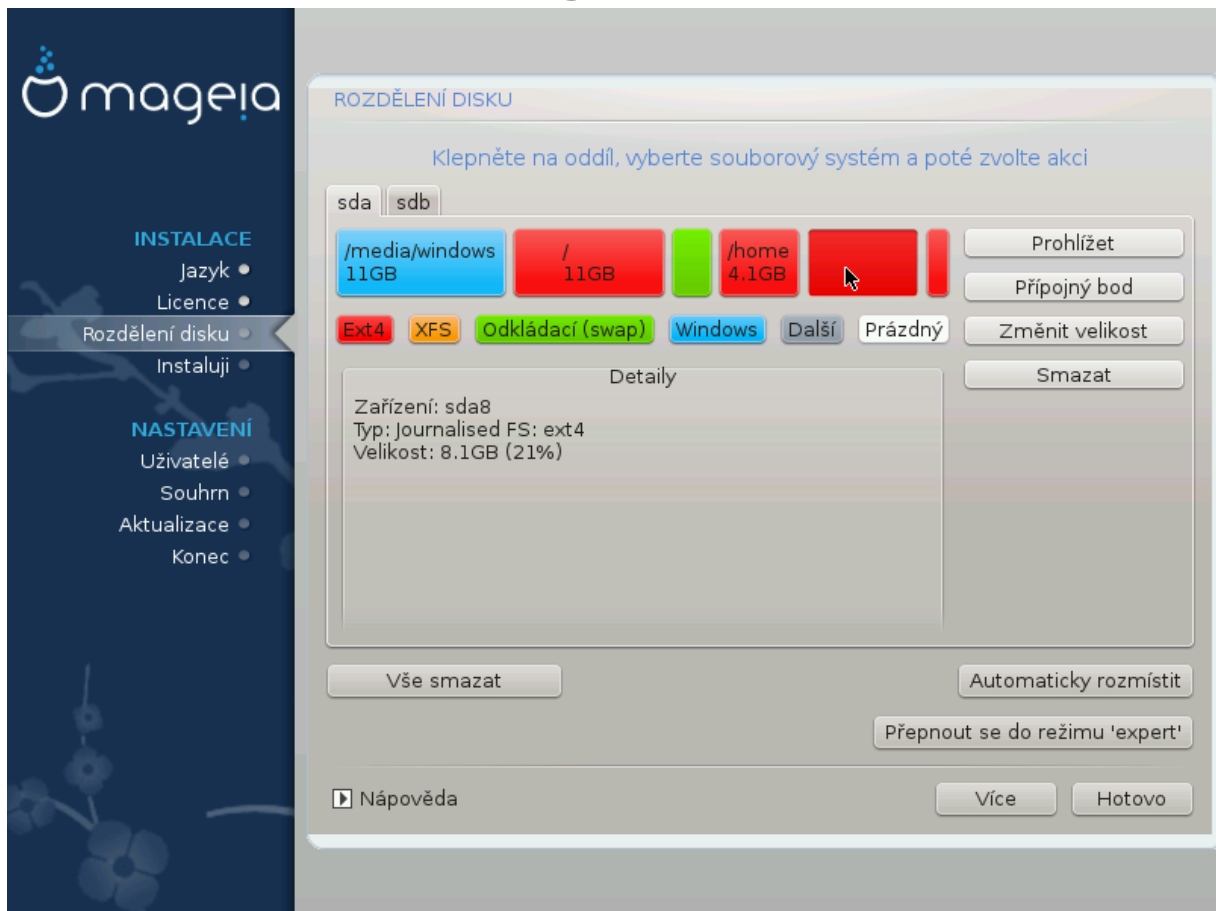 mageia
INSTALACE
Jazyk
Licence
Rozdělení disku
Instaluji
NASTAVENÍ
Uživatelé
Souhrn
Aktualizace
Konec
ROZDĚLENÍ DISKU
Klepněte na oddíl, vyberte souborový systém a poté zvolte akci
sda sdb
/media/windows
11GB
/
11GB
/home
4.1GB
Ext4 XFS Odkládací (swap) Windows Další Prázdný
Prohlížet
Přípojný bod
Změnit velikost
Smazat
Detaily
Zařízení: sda8
Typ: Journalised FS: ext4
Velikost: 8.1GB (21%)
Vše smazat
Automaticky rozmístit
Přepnout se do režimu 'expert'
Nápověda
Více
Hotovo